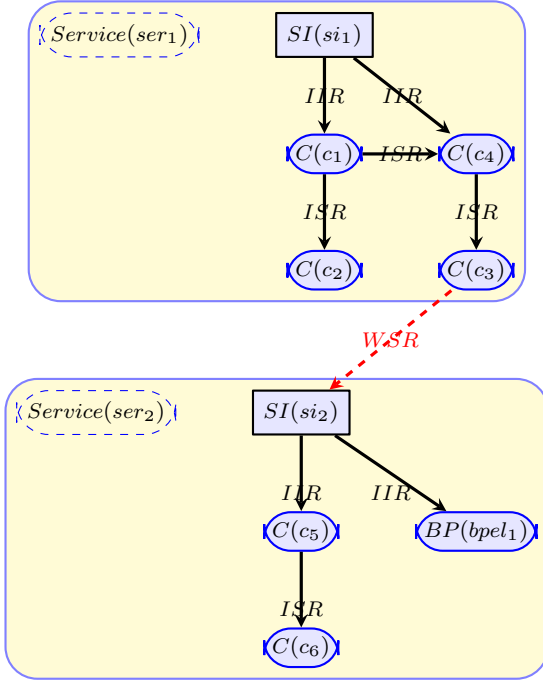 Service(ser₁) SI(si₁)
IIR IIR
C(c₁) ISR C(c₄)
ISR ISR
C(c₂) C(c₃)
WSR
Service(ser₂) SI(si₂)
IIR IIR
C(c₅) BP(bpel₁)
ISR
C(c₆)